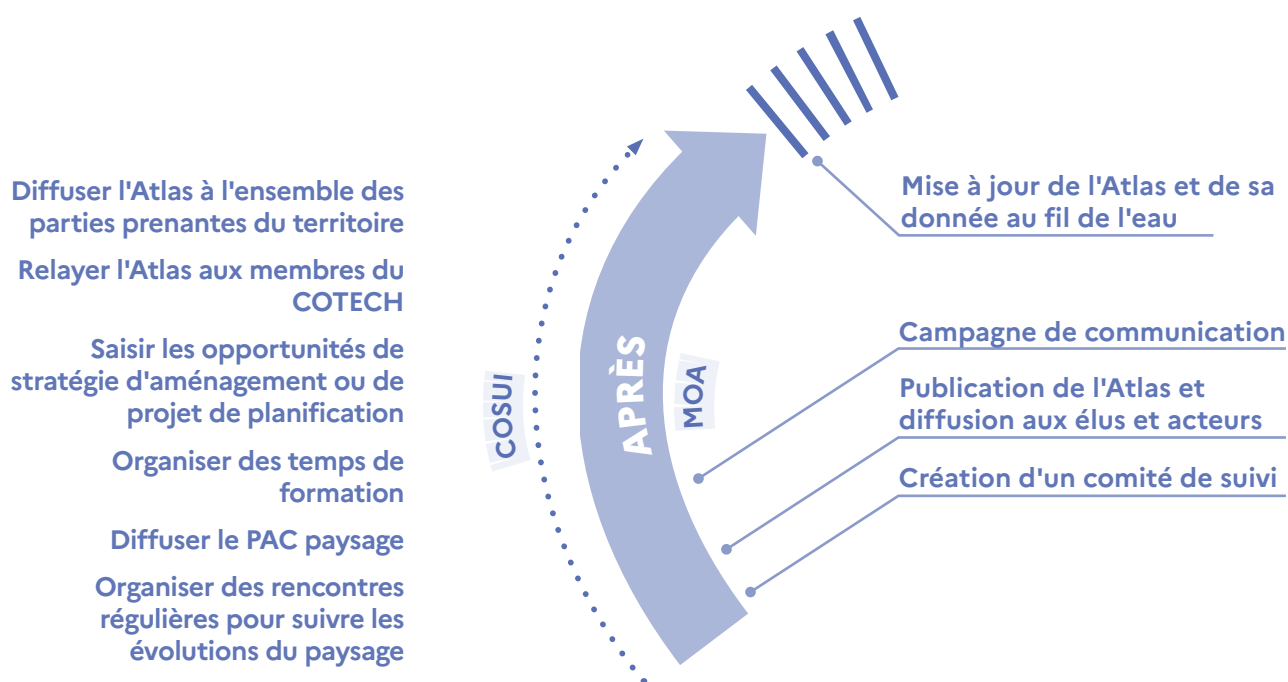 Diffuser l'Atlas à l'ensemble des
parties prenantes du territoire
Relayer l'Atlas aux membres du
COTECH
Saisir les opportunités de
stratégie d'aménagement ou de
projet de planification
Organiser des temps de
formation
Diffuser le PAC paysage
Organiser des rencontres
régulières pour suivre les
évolutions du paysage
COSUI
APRÈS
MOA
Mise à jour de l'Atlas et de sa
donnée au fil de l'eau
Campagne de communication
Publication de l'Atlas et
diffusion aux élus et acteurs
Création d'un comité de suivi